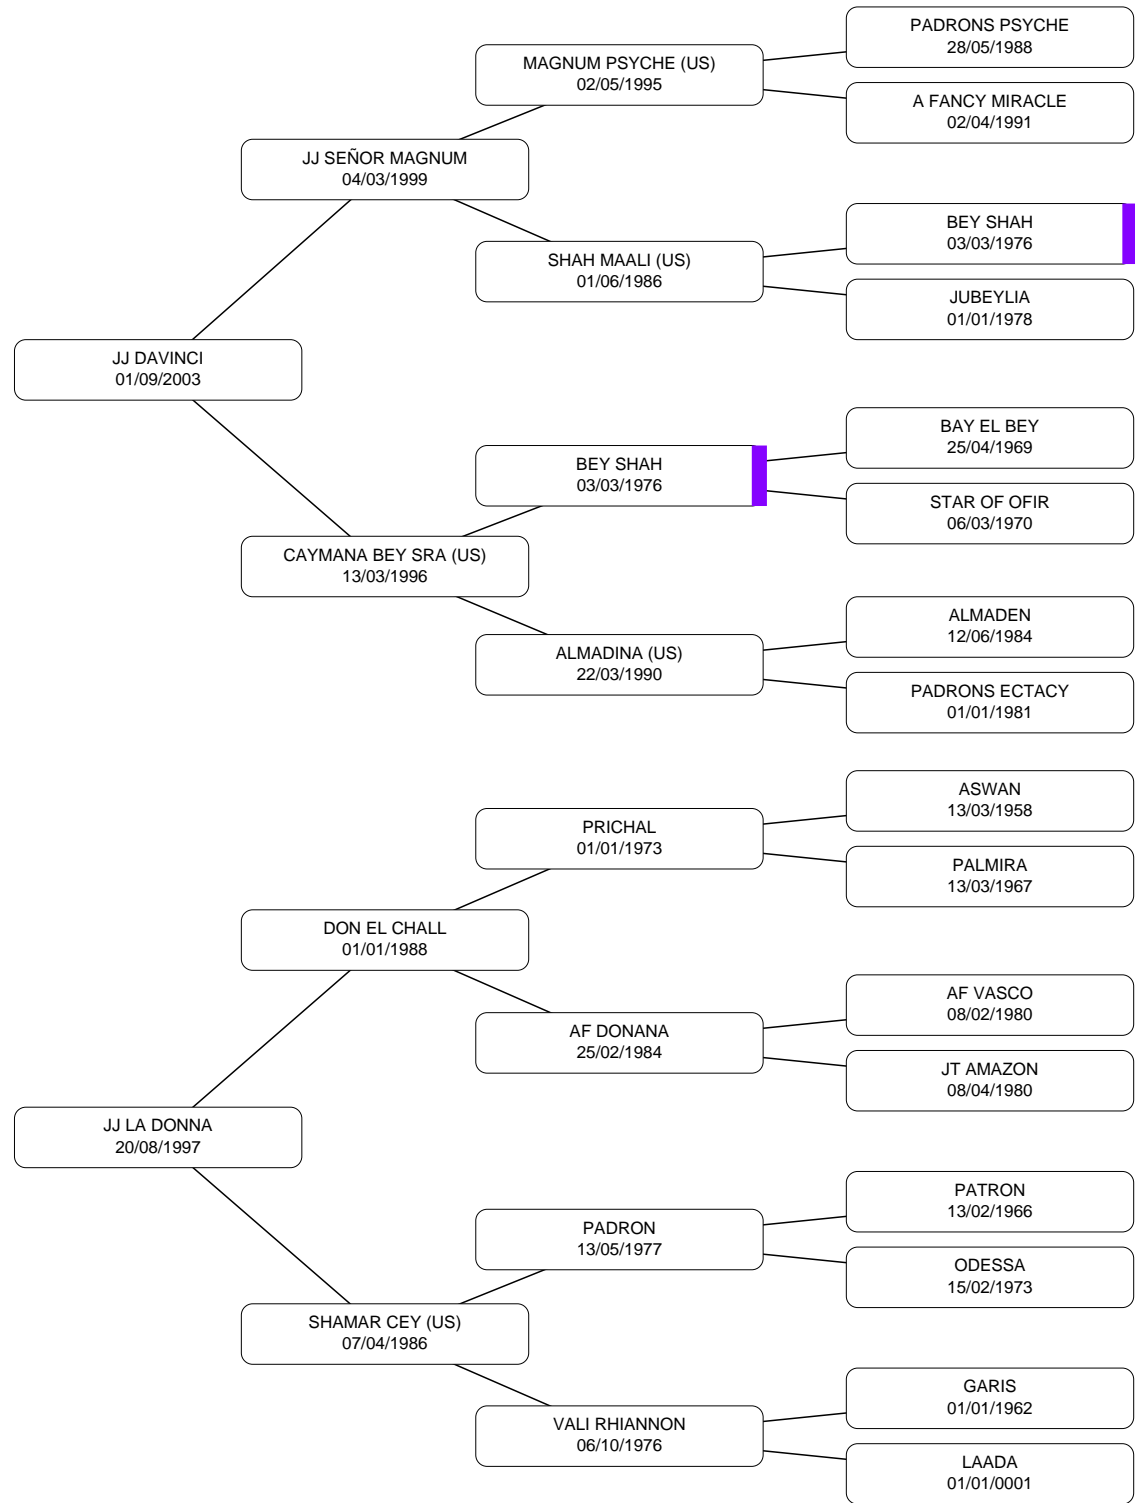 PADRONS PSYCHE
28/05/1988
MAGNUM PSYCHE (US)
02/05/1995
A FANCY MIRACLE
02/04/1991
JJ SEÑOR MAGNUM
04/03/1999
BEY SHAH
03/03/1976
SHAH MAALI (US)
01/06/1986
JUBEYLIA
01/01/1978
JJ DAVINCI
01/09/2003
BAY EL BEY
25/04/1969
BEY SHAH
03/03/1976
STAR OF OFIR
06/03/1970
CAYMANA BEY SRA (US)
13/03/1996
ALMADEN
12/06/1984
ALMADINA (US)
22/03/1990
PADRONS ECTACY
01/01/1981
ASWAN
13/03/1958
PRICHAL
01/01/1973
PALMIRA
13/03/1967
DON EL CHALL
01/01/1988
AF VASCO
08/02/1980
AF DONANA
25/02/1984
JT AMAZON
08/04/1980
JJ LA DONNA
20/08/1997
PATRON
13/02/1966
PADRON
13/05/1977
ODESSA
15/02/1973
SHAMAR CEY (US)
07/04/1986
GARIS
01/01/1962
VALI RHIANNON
06/10/1976
LAADA
01/01/0001